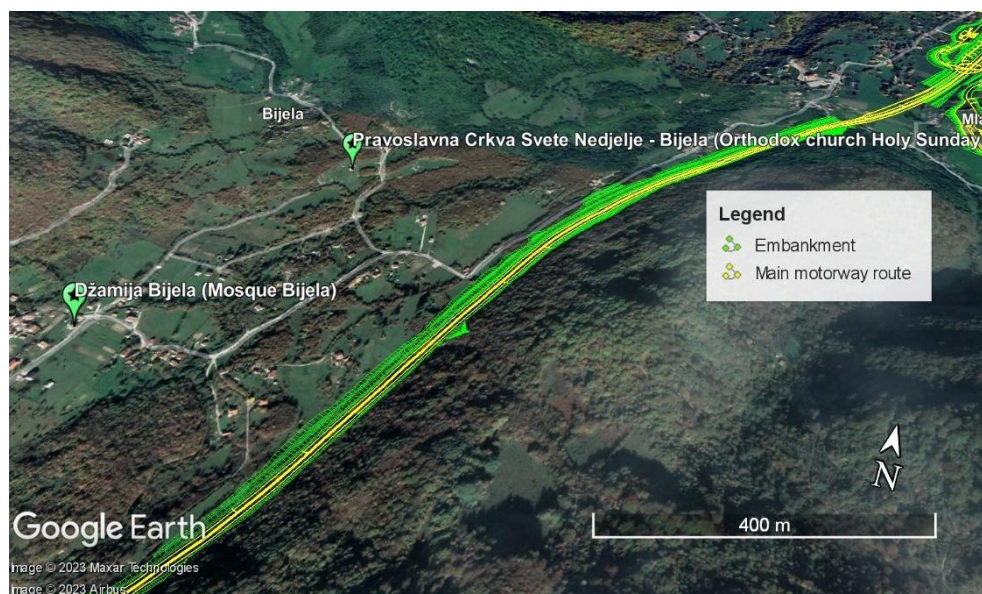 Bijela
Pravoslavna Crkva Svete Nedjelje - Bijela (Orthodox church Holy Sunday
Legend
Embankment
Main motorway route
Džamija Bijela (Mosque Bijela)
N
400 m
Google Earth
Image © 2023 Maxar Technologies
Image © 2023 Airbus